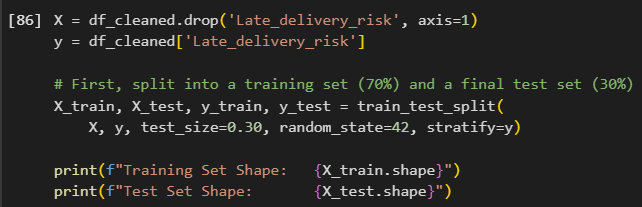 [86] X = df_cleaned.drop('Late_delivery_risk', axis=1)
y = df_cleaned['Late_delivery_risk']
# First, split into a training set (70%) and a final test set (30%)
X_train, X_test, y_train, y_test = train_test_split(
    X, y, test_size=0.30, random_state=42, stratify=y)
print(f"Training Set Shape:   {X_train.shape}")
print(f"Test Set Shape:       {X_test.shape}")